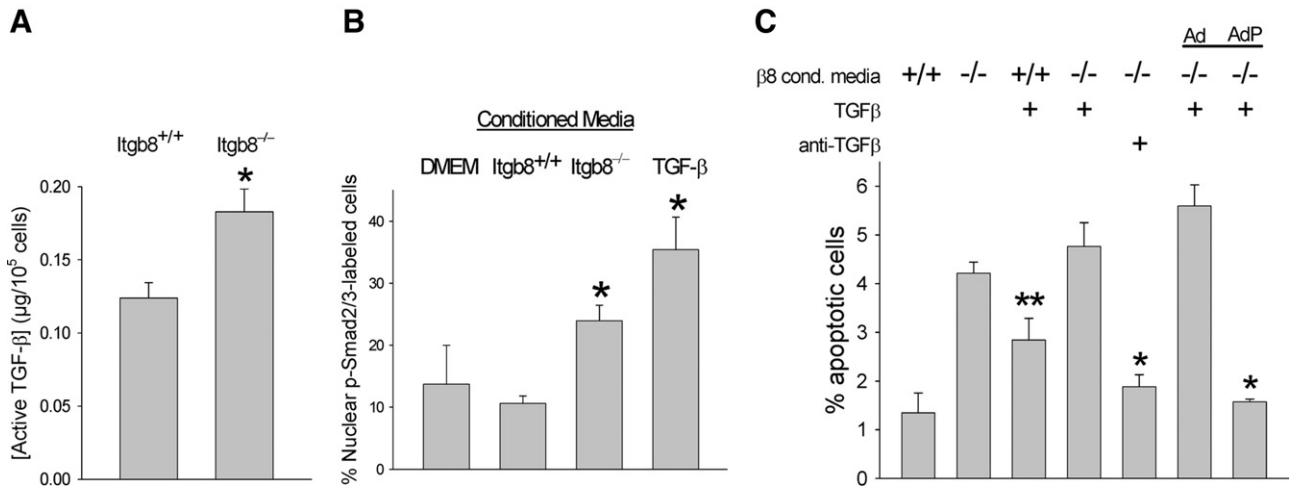 A
Itgb8+/+ Itgb8–/–
*
[Active TGF-β] (μg/10⁵ cells)
0.20
0.15
0.10
0.05
0.00
B
Conditioned Media
DMEM Itgb8+/+ Itgb8–/– TGF-β
* *
% Nuclear p-Smad2/3-labeled cells
40
30
20
10
0
C
Ad AdP
β8 cond. media +/+ -/- +/+ -/- -/- -/- -/-
TGFβ + + + +
anti-TGFβ +
** * *
% apoptotic cells
6
5
4
3
2
1
0